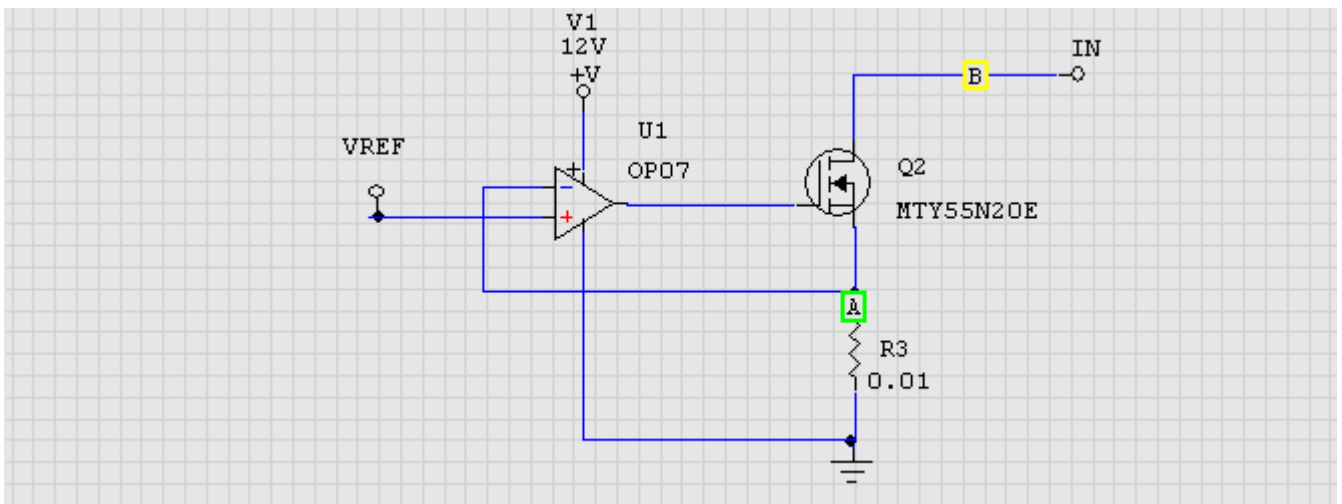 V1
12V
+V
IN
B
U1
VREF
OP07
Q2
MTY55N20E
+
-
+
A
R3
0.01